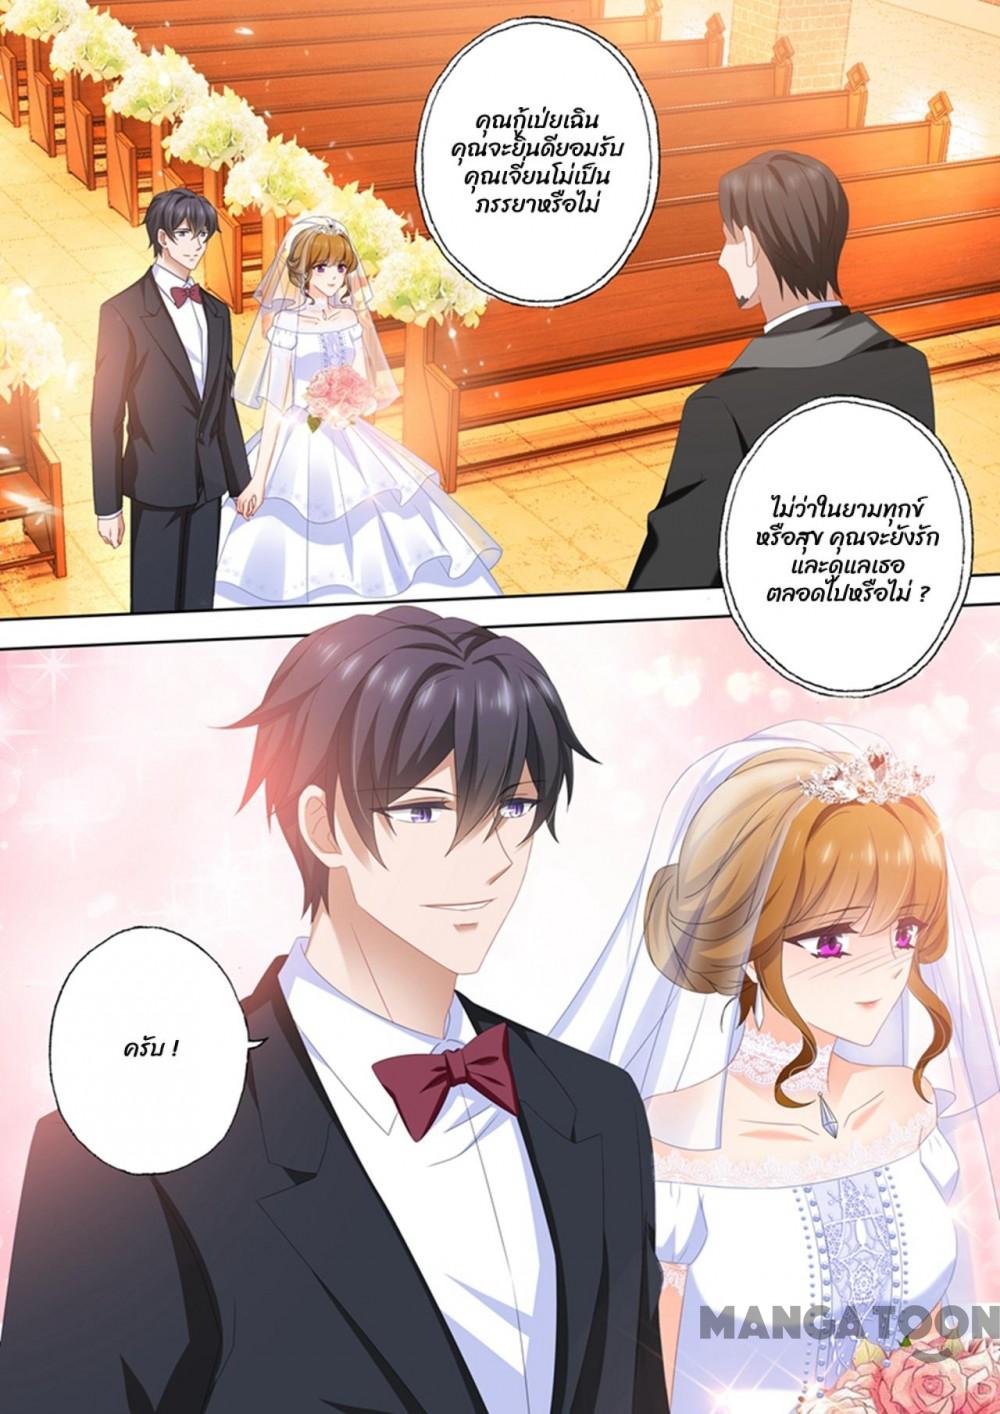 คุณกู้เป่ยเฉิน
คุณจะยินดียอมรับ
คุณเจี่ยนโม่เป็น
ภรรยาหรือไม่
ไม่ว่าในยามทุกข์
หรือสุข คุณจะยังรัก
และดูแลเธอ
ตลอดไปหรือไม่ ?
ครับ !
MANGATOON